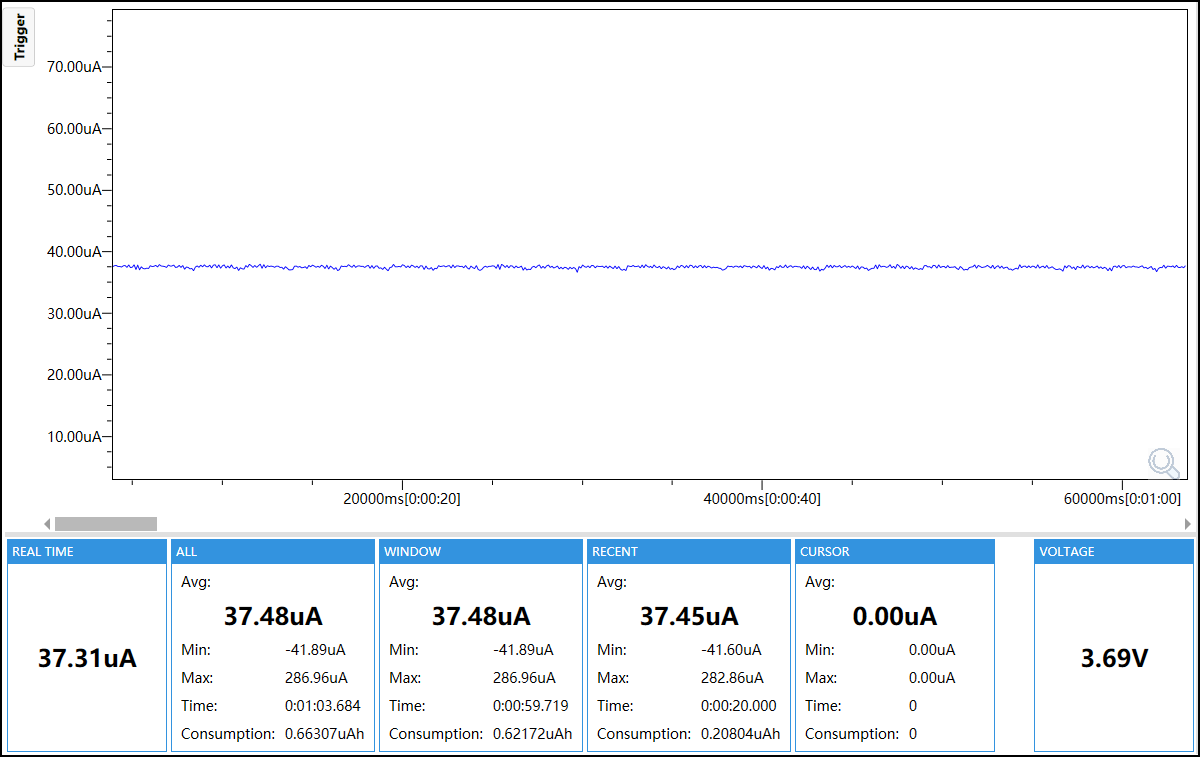 Trigger
70.00uA
60.00uA
50.00uA
40.00uA
30.00uA
20.00uA
10.00uA
20000ms[0:00:20] 40000ms[0:00:40] 60000ms[0:01:00]
REAL TIME
37.31uA
ALL
Avg:
37.48uA
Min: -41.89uA
Max: 286.96uA
Time: 0:01:03.684
Consumption: 0.66307uAh
WINDOW
Avg:
37.48uA
Min: -41.89uA
Max: 286.96uA
Time: 0:00:59.719
Consumption: 0.62172uAh
RECENT
Avg:
37.45uA
Min: -41.60uA
Max: 282.86uA
Time: 0:00:20.000
Consumption: 0.20804uAh
CURSOR
Avg:
0.00uA
Min: 0.00uA
Max: 0.00uA
Time: 0
Consumption: 0
VOLTAGE
3.69V